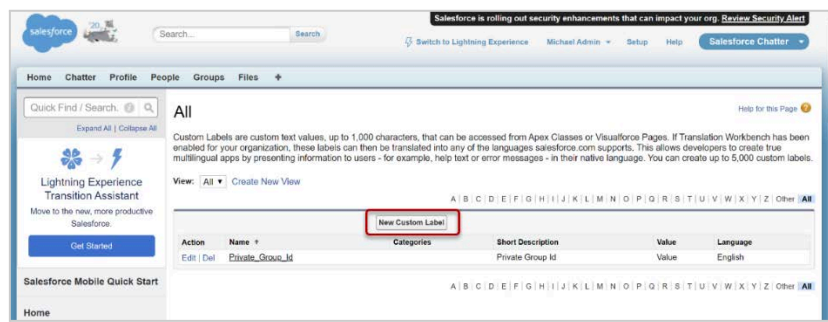 Salesforce is rolling out security enhancements that can impact your org. Review Security Alert
salesforce '20
Search... Search
Switch to Lightning Experience Michael Admin Setup Help Salesforce Chatter
Home Chatter Profile People Groups Files +
Quick Find / Search...
Expand All | Collapse All
Lightning Experience
Transition Assistant
Move to the new, more productive
Salesforce.
Get Started
Salesforce Mobile Quick Start
Home
All
Help for this Page
Custom Labels are custom text values, up to 1,000 characters, that can be accessed from Apex Classes or Visualforce Pages. If Translation Workbench has been
enabled for your organization, these labels can then be translated into any of the languages salesforce.com supports. This allows developers to create true
multilingual apps by presenting information to users - for example, help text or error messages - in their native language. You can create up to 5,000 custom labels.
View: All Create New View
A | B | C | D | E | F | G | H | I | J | K | L | M | N | O | P | Q | R | S | T | U | V | W | X | Y | Z | Other | All
New Custom Label
Action Name Categories Short Description Value Language
Edit | Del Private_Group_Id Private Group Id Value English
A | B | C | D | E | F | G | H | I | J | K | L | M | N | O | P | Q | R | S | T | U | V | W | X | Y | Z | Other | All